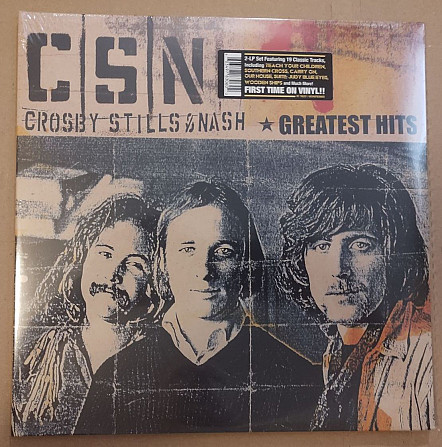 C|S|N
2-LP Set Featuring 19 Classic Tracks,
Including TEACH YOUR CHILDREN,
SOUTHERN CROSS, CARRY ON,
OUR HOUSE, SUITE: JUDY BLUE EYES,
WOODEN SHIPS and Much More!
FIRST TIME ON VINYL!!
CROSBY STILLS & NASH ★ GREATEST HITS